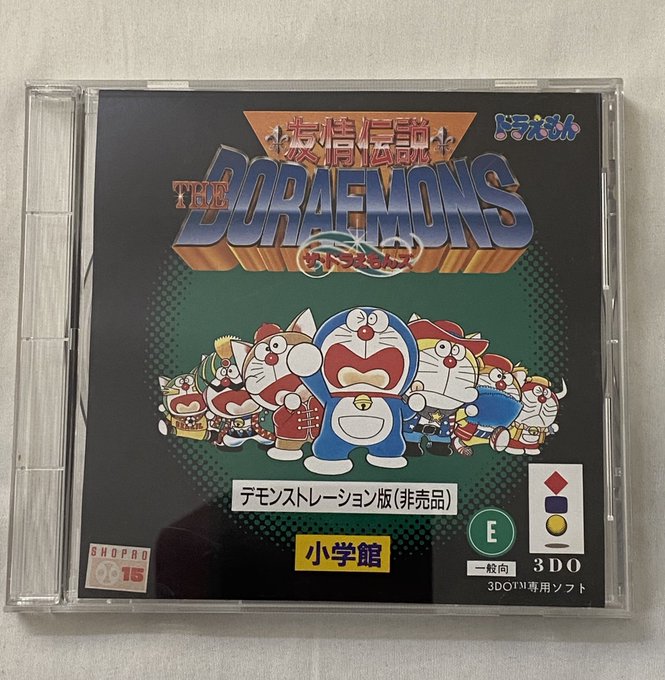 友情伝説
ドラえもん
THE DORAEMONS
ザ・ドラえもんズ
BRAZIL
デモンストレーション版(非売品)
小学館
SHOPRO
15
E
一般向
3DO
3DO™専用ソフト